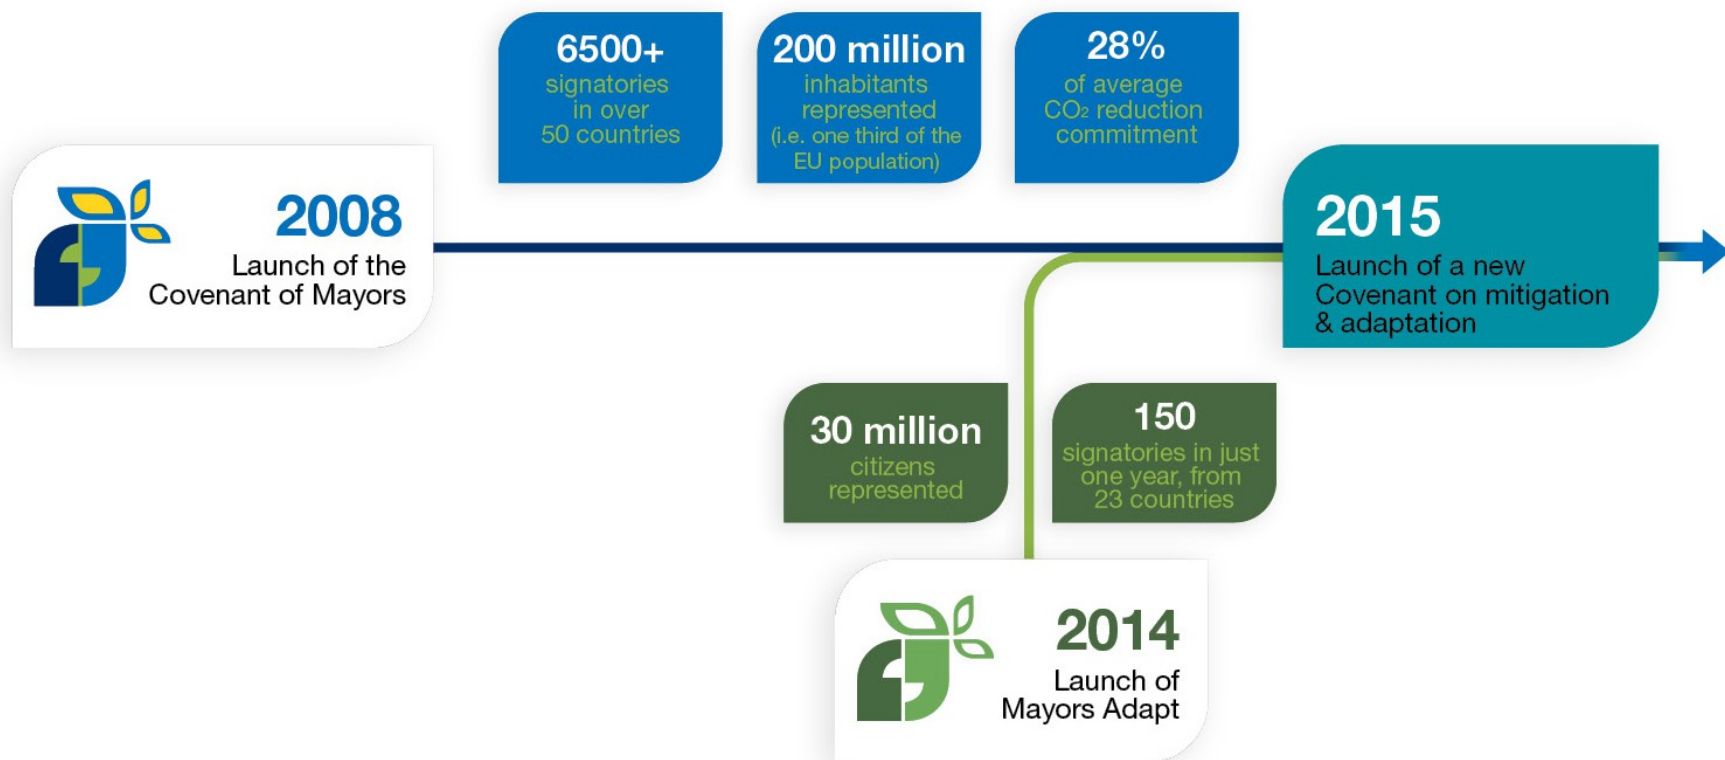 6500+
signatories
in over
50 countries
200 million
inhabitants
represented
(i.e. one third of the
EU population)
28%
of average
CO₂ reduction
commitment
2008
Launch of the
Covenant of Mayors
2015
Launch of a new
Covenant on mitigation
& adaptation
30 million
citizens
represented
150
signatories in just
one year, from
23 countries
2014
Launch of
Mayors Adapt